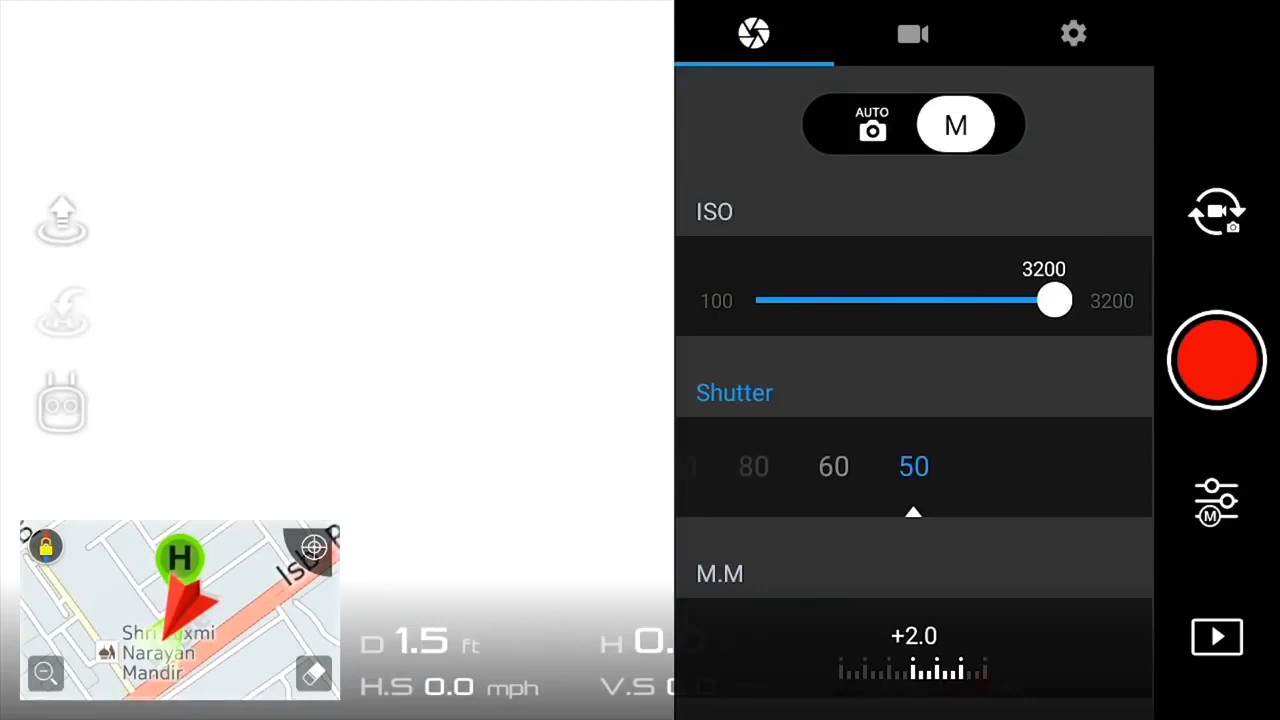 AUTO
M
ISO
3200
100
3200
Shutter
80 60 50
M.M
+2.0
M
H
Shri
Narayan
Mandir
D 1.5 ft
H 0.
H.S 0.0 mph
V.S